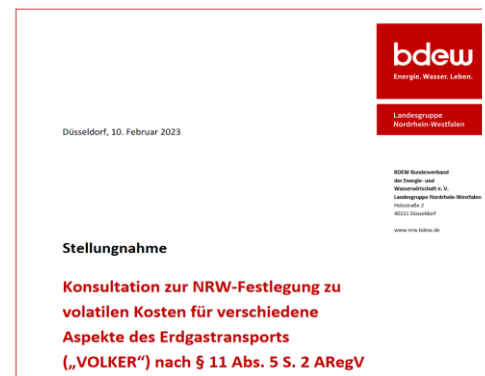 bdew
Energie. Wasser. Leben.
Landesgruppe
Nordrhein-Westfalen
Düsseldorf, 10. Februar 2023
BDEW Bundesverband
der Energie- und
Wasserwirtschaft e. V.
Landesgruppe Nordrhein-Westfalen
Holzstraße 2
40221 Düsseldorf
www.nrw.bdew.de
Stellungnahme
Konsultation zur NRW-Festlegung zu
volatilen Kosten für verschiedene
Aspekte des Erdgastransports
(„VOLKER“) nach § 11 Abs. 5 S. 2 ARegV